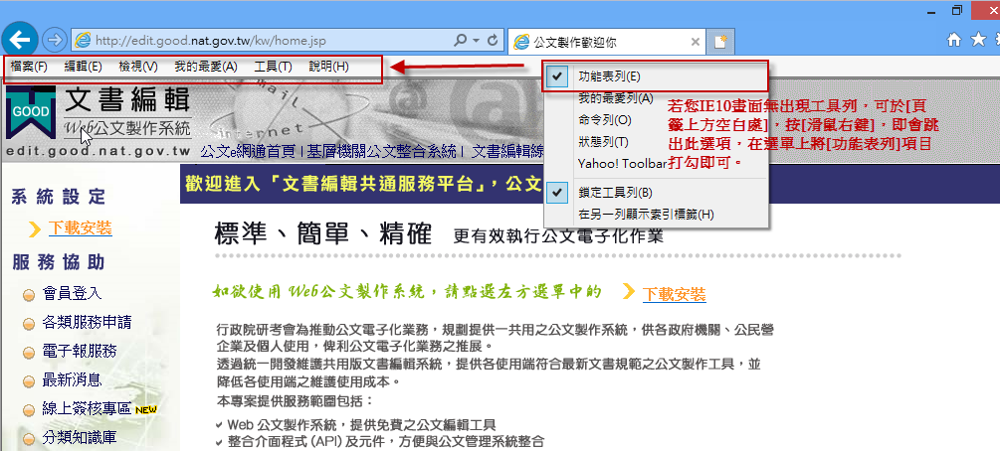 http://edit.good.nat.gov.tw/kw/home.jsp
公文製作歡迎你
檔案(F) 編輯(E) 檢視(V) 我的最愛(A) 工具(T) 說明(H)
功能表列(E)
我的最愛列(A)
命令列(O)
狀態列(T)
Yahoo! Toolbar
鎖定工具列(B)
在另一列顯示索引標籤(H)
若您IE10畫面無出現工具列，可於[頁
籤上方空白處]，按[滑鼠右鍵]，即會跳
出此選項，在選單上將[功能表列]項目
打勾即可。
GOOD
文書編輯
Web公文製作系統
edit.good.nat.gov.tw
mail
internet
公文e網通首頁 | 基層機關公文整合系統 | 文書編輯線
歡迎進入「文書編輯共通服務平台」，公文
系統設定
下載安裝
服務協助
會員登入
各類服務申請
電子報服務
最新消息
線上簽核專區 NEW
分類知識庫
標準、簡單、精確 更有效執行公文電子化作業
如欲使用 Web公文製作系統，請點選左方選單中的 下載安裝
行政院研考會為推動公文電子化業務，規劃提供一共用之公文製作系統，供各政府機關、公民營
企業及個人使用，俾利公文電子化業務之推展。
透過統一開發維護共用版文書編輯系統，提供各使用端符合最新文書規範之公文製作工具，並
降低各使用端之維護使用成本。
本專案提供服務範圍包括：
Web 公文製作系統，提供免費之公文編輯工具
整合介面程式 (API) 及元件，方便與公文管理系統整合